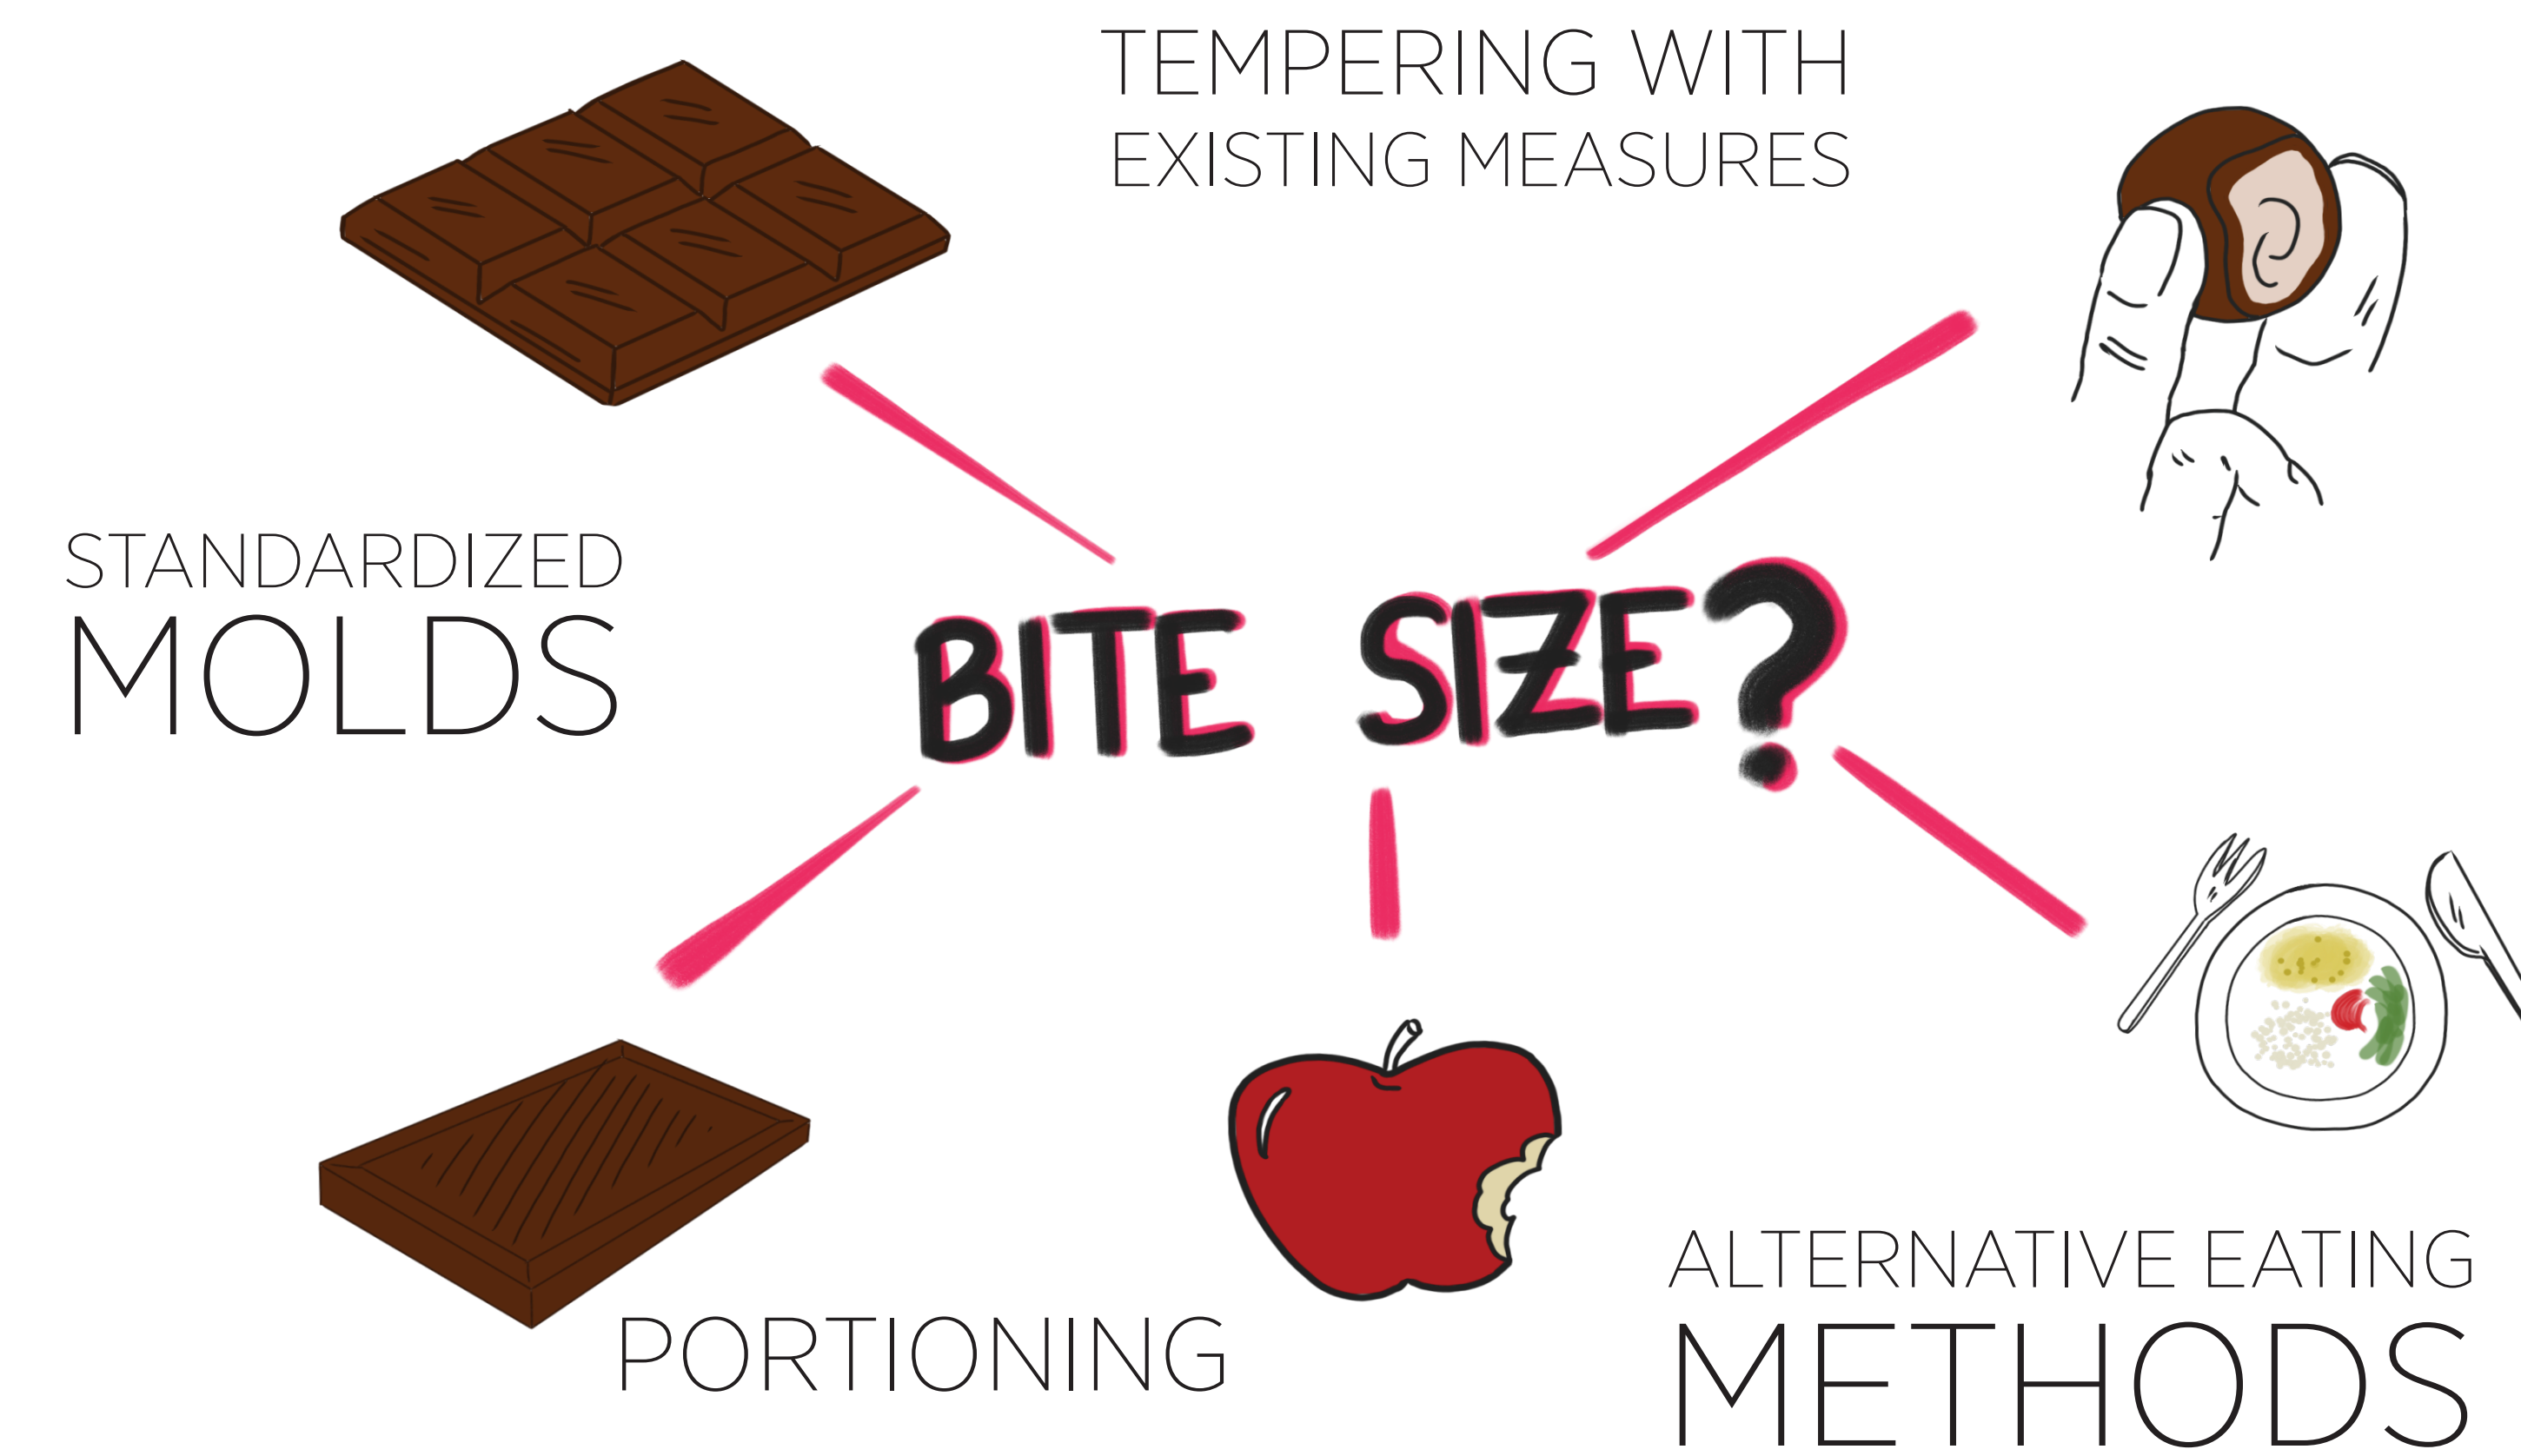 TEMPERING WITH
EXISTING MEASURES
STANDARDIZED
MOLDS
BITE SIZE?
PORTIONING
ALTERNATIVE EATING
METHODS